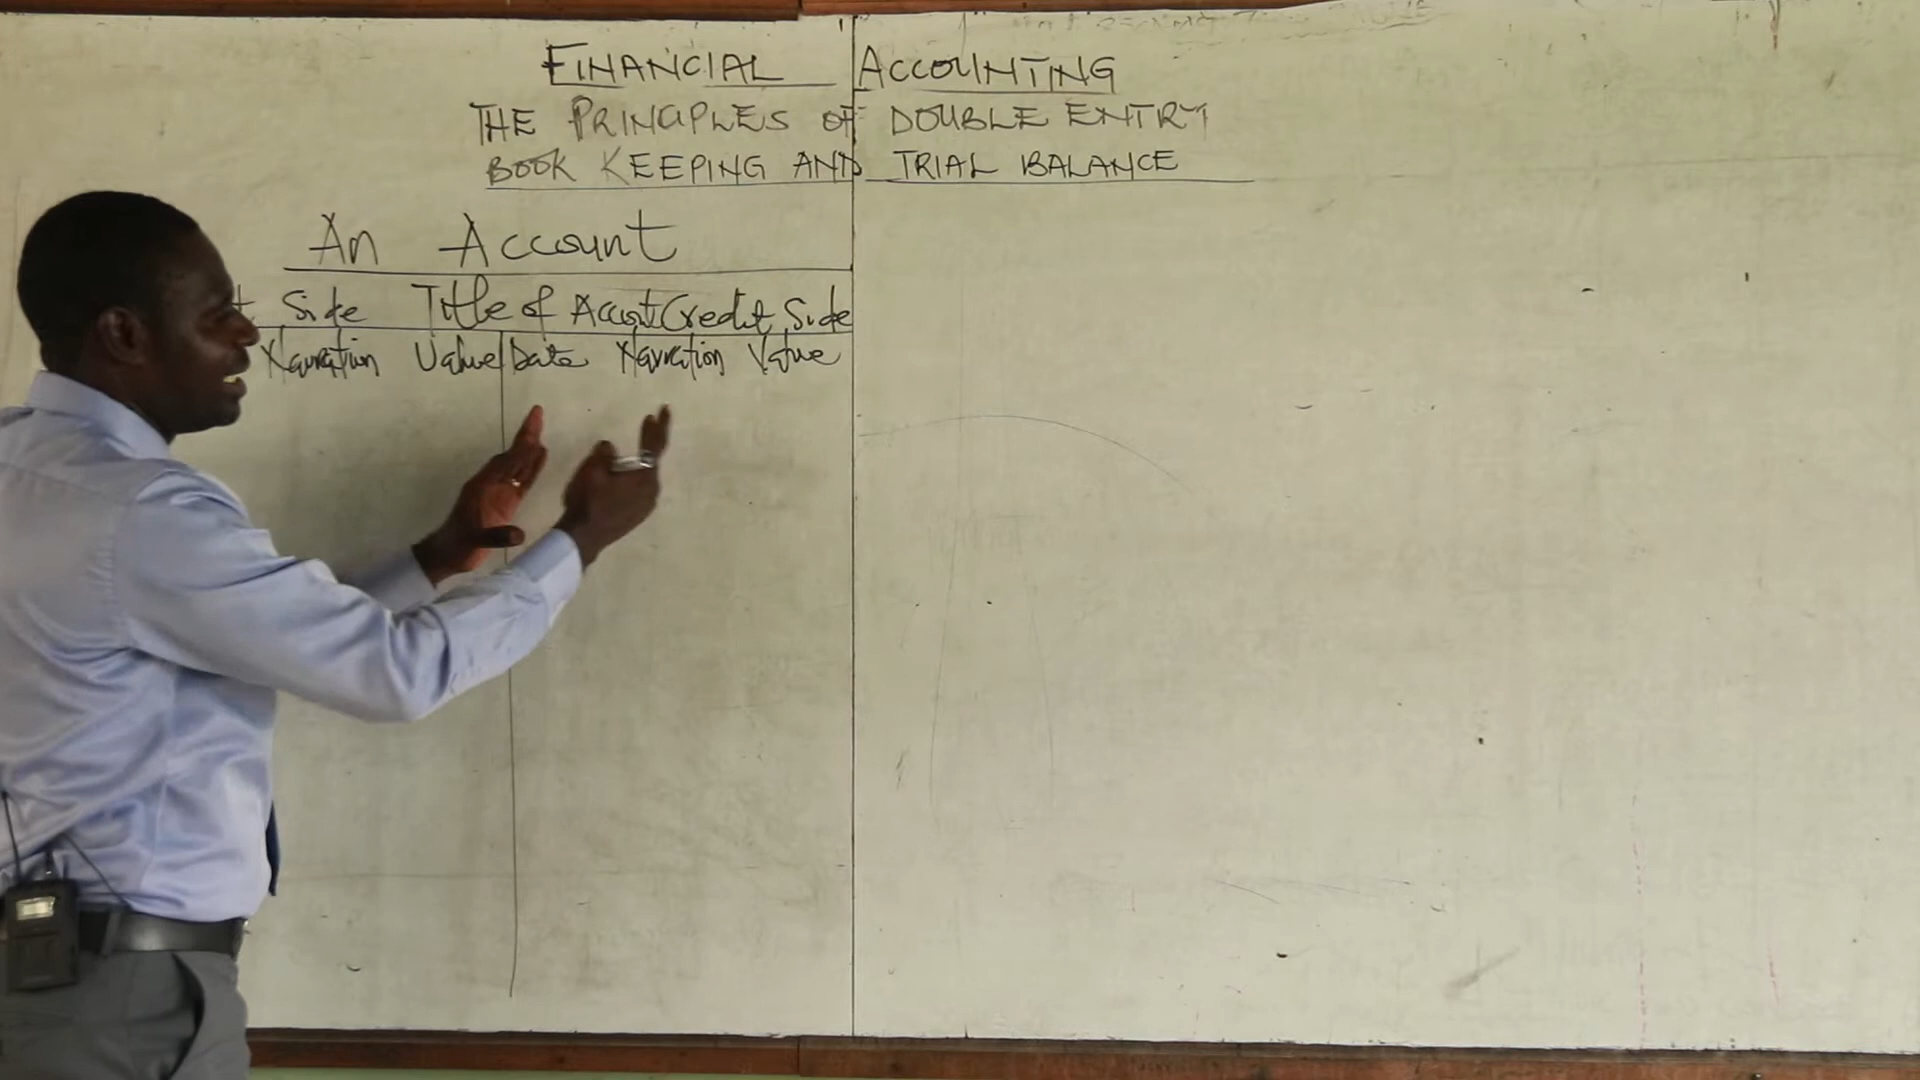 FINANCIAL ACCOUNTING
THE PRINCIPLES OF DOUBLE ENTRY
BOOK KEEPING AND TRIAL BALANCE
An Account
Side Title of Account Credit Side
Narration Value Date Narration Value